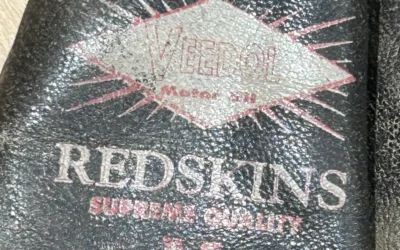 VEEDOL
Motor Oil
REDSKINS
SUPREME QUALITY